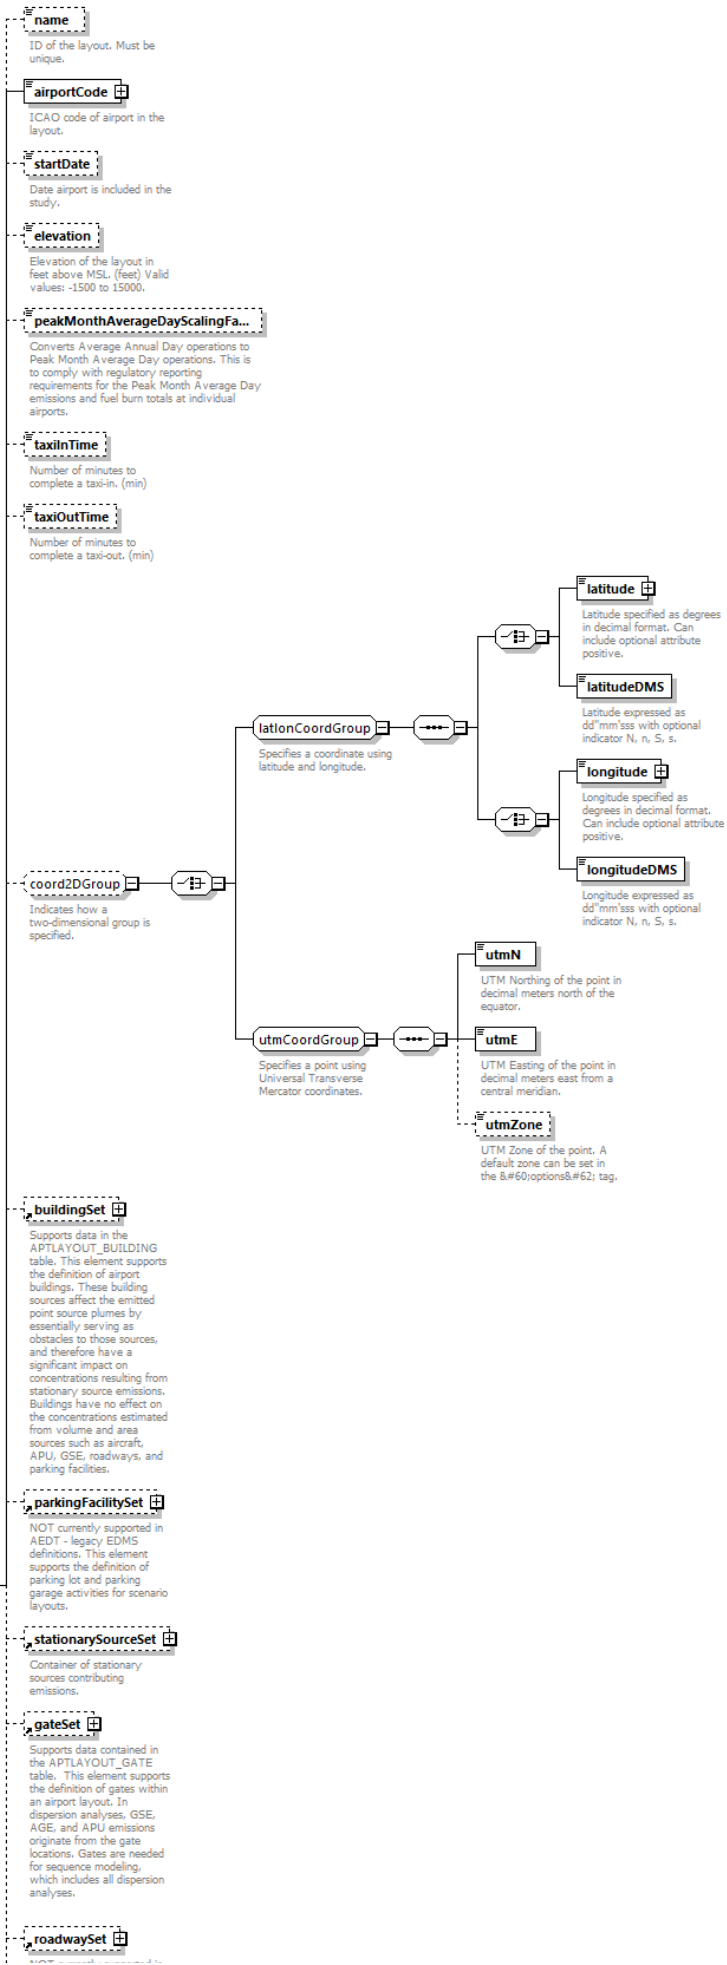 name
ID of the layout. Must be
unique.
airportCode
ICAO code of airport in the
layout.
startDate
Date airport is included in the
study.
elevation
Elevation of the layout in
feet above MSL. (feet) Valid
values: -1500 to 15000.
peakMonthAverageDayScalingFa...
Converts Average Annual Day operations to
Peak Month Average Day operations. This is
to comply with regulatory reporting
requirements for the Peak Month Average Day
emissions and fuel burn totals at individual
airports.
taxiInTime
Number of minutes to
complete a taxi-in. (min)
taxiOutTime
Number of minutes to
complete a taxi-out. (min)
latitude
Latitude specified as degrees
in decimal format. Can
include optional attribute
positive.
latitudeDMS
Latitude expressed as
dd"mm'sss with optional
indicator N, n, S, s.
latlonCoordGroup
Specifies a coordinate using
latitude and longitude.
longitude
Longitude specified as
degrees in decimal format.
Can include optional attribute
positive.
longitudeDMS
Longitude expressed as
dd"mm'sss with optional
indicator N, n, S, s.
coord2DGroup
Indicates how a
two-dimensional group is
specified.
utmN
UTM Northing of the point in
decimal meters north of the
equator.
utmCoordGroup
Specifies a point using
Universal Transverse
Mercator coordinates.
utmE
UTM Easting of the point in
decimal meters east from a
central meridian.
utmZone
UTM Zone of the point. A
default zone can be set in
the &#60;options&#62; tag.
buildingSet
Supports data in the
APTLAYOUT_BUILDING
table. This element supports
the definition of airport
buildings. These building
sources affect the emitted
point source plumes by
essentially serving as
obstacles to those sources,
and therefore have a
significant impact on
concentrations resulting from
stationary source emissions.
Buildings have no effect on
the concentrations estimated
from volume and area
sources such as aircraft,
APU, GSE, roadways, and
parking facilities.
parkingFacilitySet
NOT currently supported in
AEDT - legacy EDMS
definitions. This element
supports the definition of
parking lot and parking
garage activities for scenario
layouts.
stationarySourceSet
Container of stationary
sources contributing
emissions.
gateSet
Supports data contained in
the APTLAYOUT_GATE
table. This element supports
the definition of gates within
an airport layout. In
dispersion analyses, GSE,
AGE, and APU emissions
originate from the gate
locations. Gates are needed
for sequence modeling,
which includes all dispersion
analyses.
roadwaySet